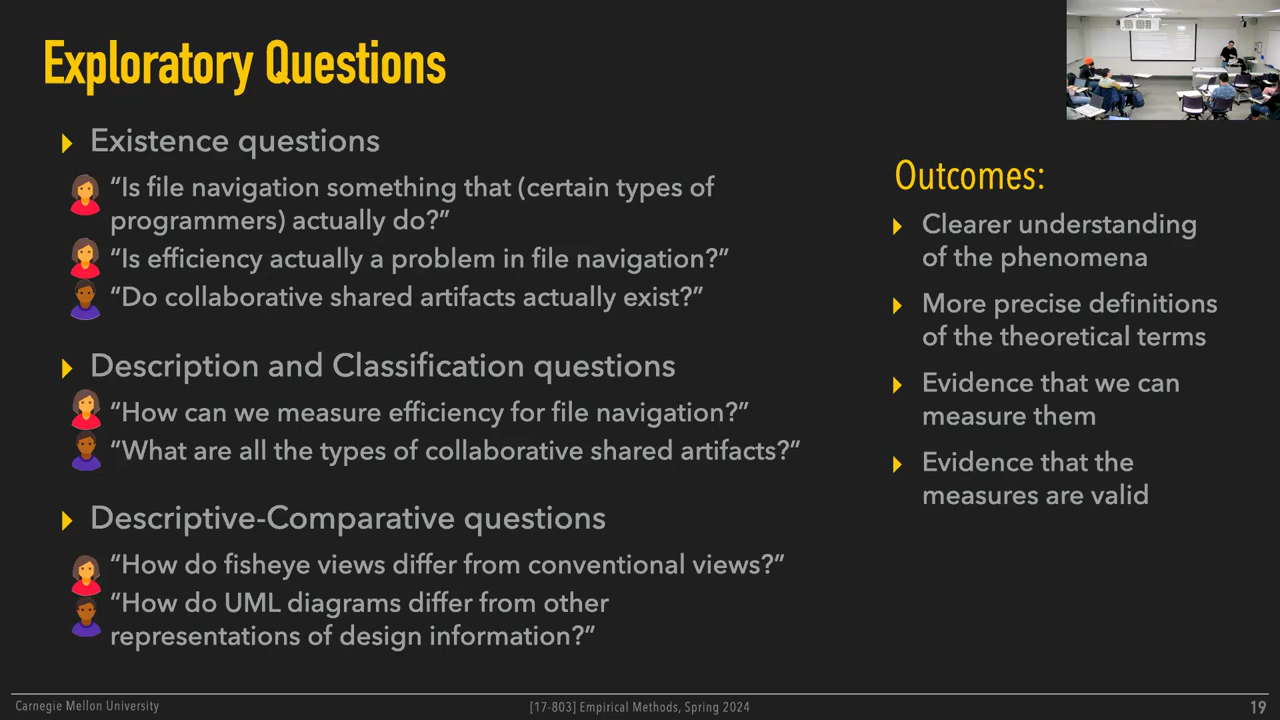 Exploratory Questions
Existence questions
“Is file navigation something that (certain types of
programmers) actually do?”
“Is efficiency actually a problem in file navigation?”
“Do collaborative shared artifacts actually exist?”
Description and Classification questions
“How can we measure efficiency for file navigation?”
“What are all the types of collaborative shared artifacts?”
Descriptive-Comparative questions
“How do fisheye views differ from conventional views?”
“How do UML diagrams differ from other
representations of design information?”
Outcomes:
Clearer understanding
of the phenomena
More precise definitions
of the theoretical terms
Evidence that we can
measure them
Evidence that the
measures are valid
Carnegie Mellon University
[17-803] Empirical Methods, Spring 2024
19